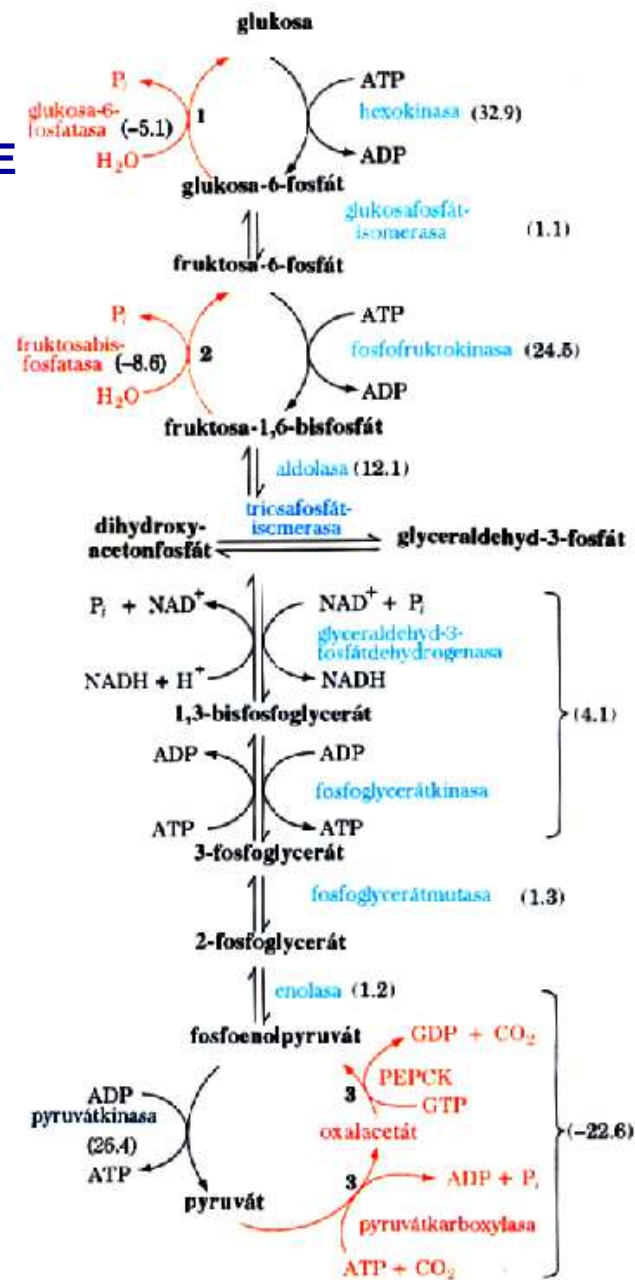 glukosa
P_i
ATP
glukosa-6-
fosfatasa (–5.1)
1
hexokinasa (32.9)
E
H₂O
ADP
glukosa-6-fosfát
glukosafosfát-
isomerasa (1.1)
fruktosa-6-fosfát
P_i
ATP
fruktosabis-
fosfatasa (–8.6)
2
fosfofruktokinasa (24.5)
H₂O
ADP
fruktosa-1,6-bisfosfát
aldolasa (12.1)
triosafosfát-
isomerasa
dihydroxy-
acetonfosfát
glyceraldehyd-3-fosfát
P_i + NAD⁺
NAD⁺ + P_i
glyceraldehyd-3-
fosfátdehydrogenasa
NADH + H⁺
NADH
1,3-bisfosfoglycerát
(4.1)
ADP
ADP
fosfoglycerátkinasa
ATP
ATP
3-fosfoglycerát
fosfoglycerátmutasa (1.3)
2-fosfoglycerát
enolasa (1.2)
fosfoenolpyruvát
GDP + CO₂
ADP
3
PEPCK
GTP
pyruvátkinasa
(26.4)
oxalacetát
(–22.6)
ATP
3
ADP + P_i
pyruvát
pyruvátkarboxylasa
ATP + CO₂